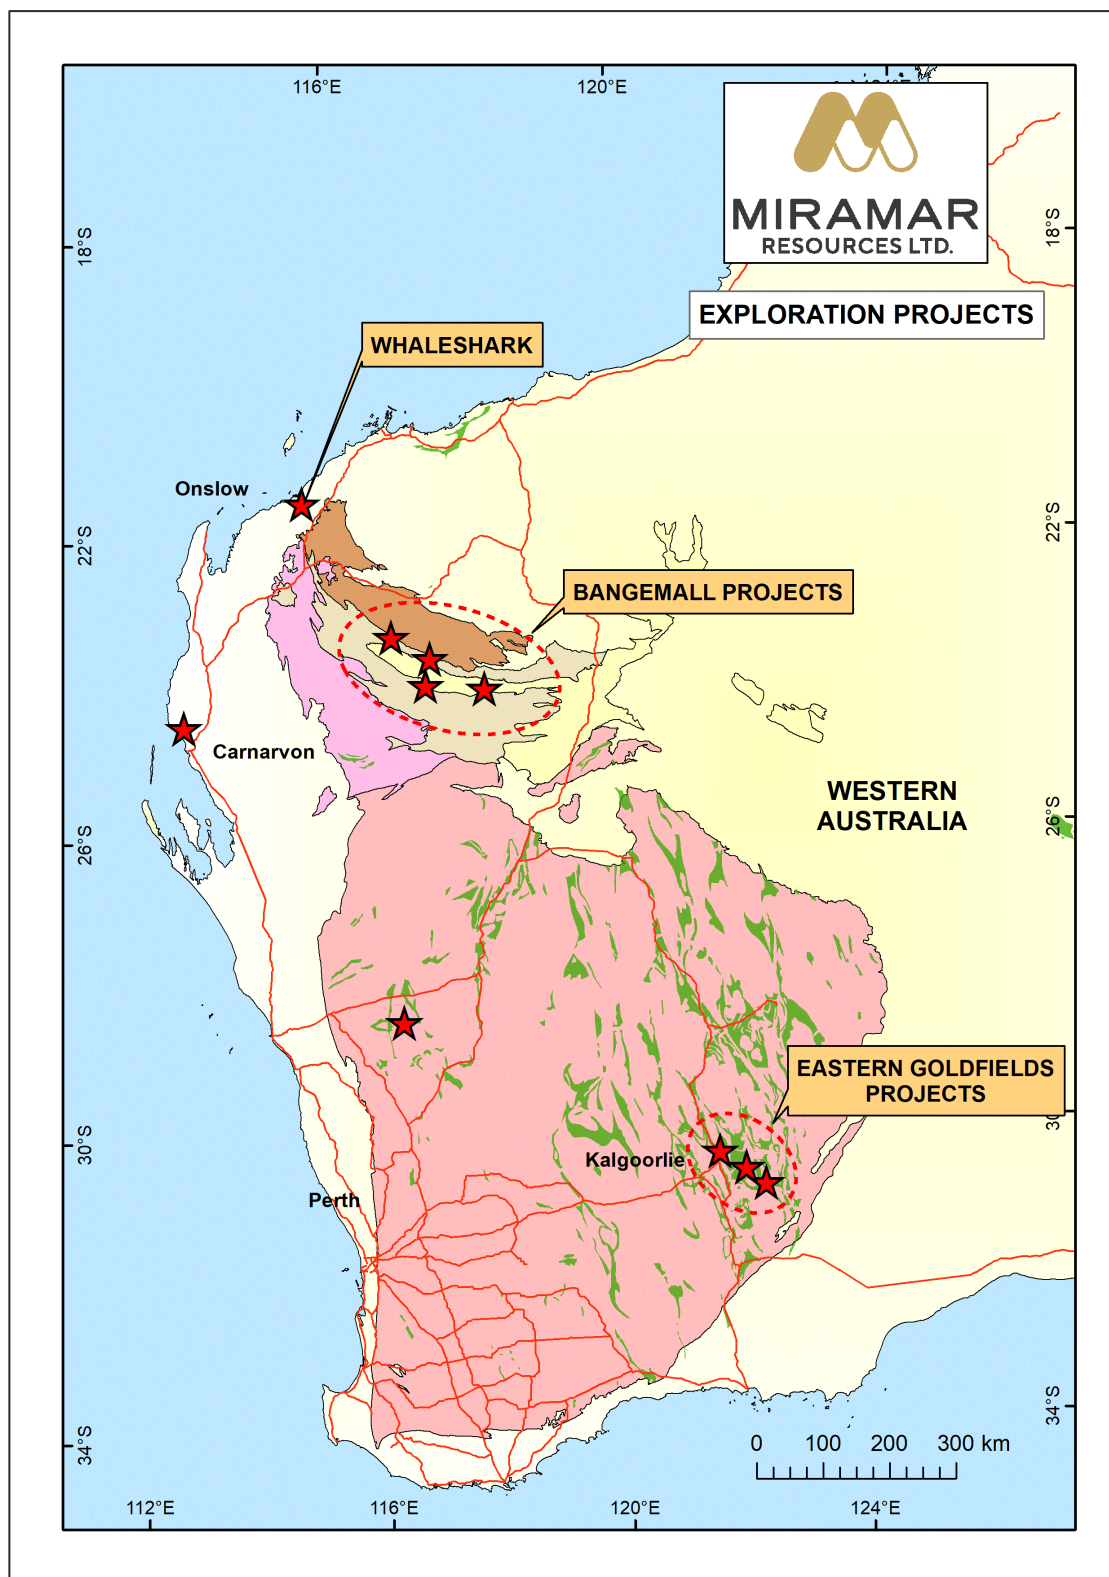 116°E
120°E
MIRAMAR
RESOURCES LTD.
18°S
18°S
EXPLORATION PROJECTS
WHALESHARK
Onslow
22°S
22°S
BANGEMALL PROJECTS
Carnarvon
WESTERN
AUSTRALIA
26°S
26°S
EASTERN GOLDFIELDS
PROJECTS
30°S
Kalgoorlie
Perth
34°S
34°S
0 100 200 300 km
112°E
116°E
120°E
124°E